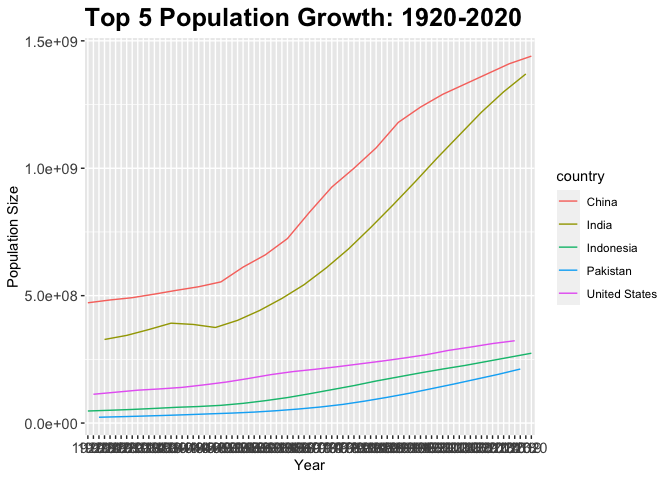 Top 5 Population Growth: 1920-2020
1.5e+09
1.0e+09
5.0e+08
0.0e+00
Population Size
Year
country
China
India
Indonesia
Pakistan
United States